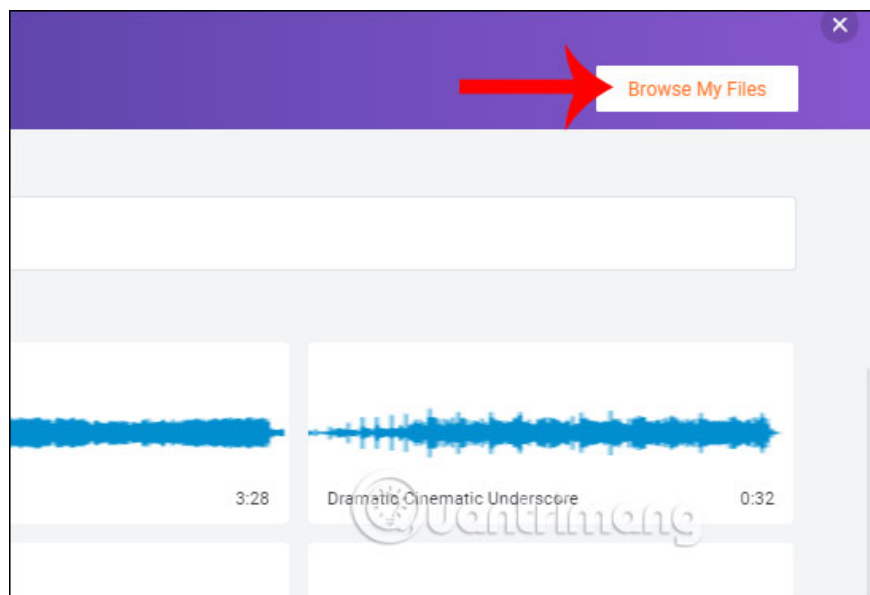 Browse My Files
3:28
Dramatic Cinematic Underscore
0:32
Quantrimang